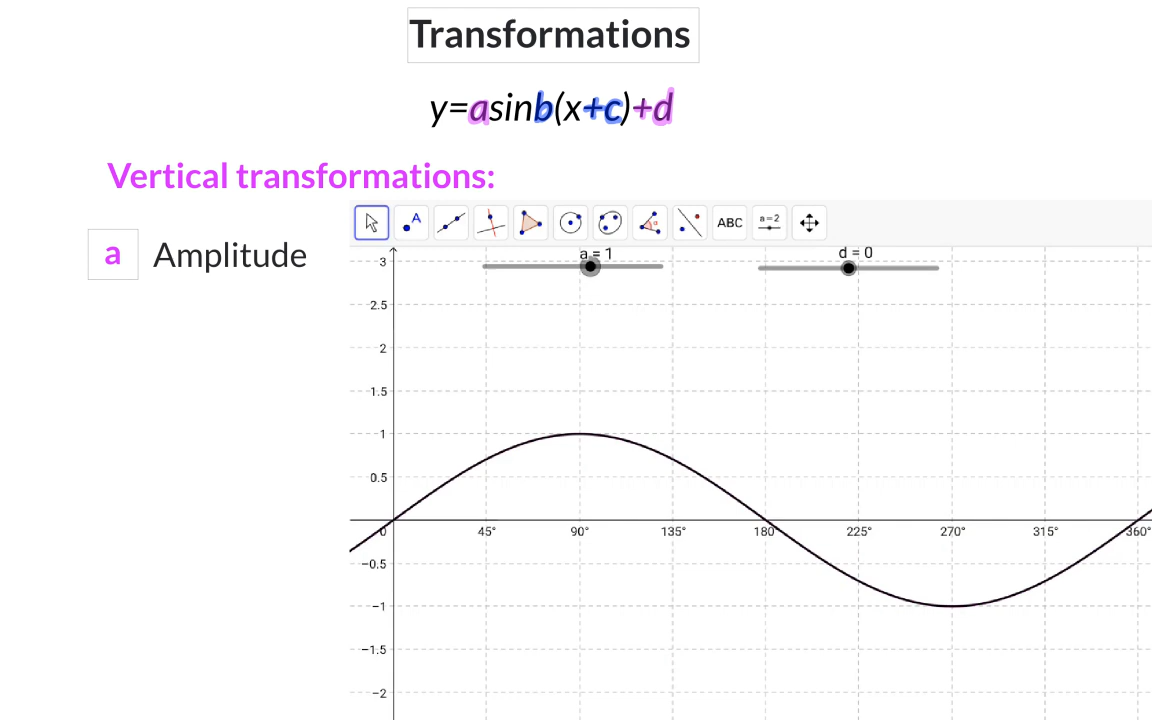 Transformations
y=asinb(x+c)+d
Vertical transformations:
a Amplitude
A
α
ABC
a=2
a = 1
d = 0
3
2.5
2
1.5
1
0.5
0 45° 90° 135° 180° 225° 270° 315° 360°
−0.5
−1
−1.5
−2